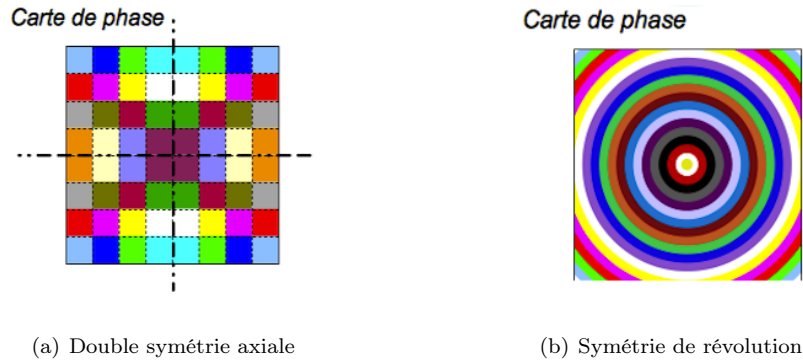 Carte de phase
Carte de phase
(a) Double symétrie axiale
(b) Symétrie de révolution